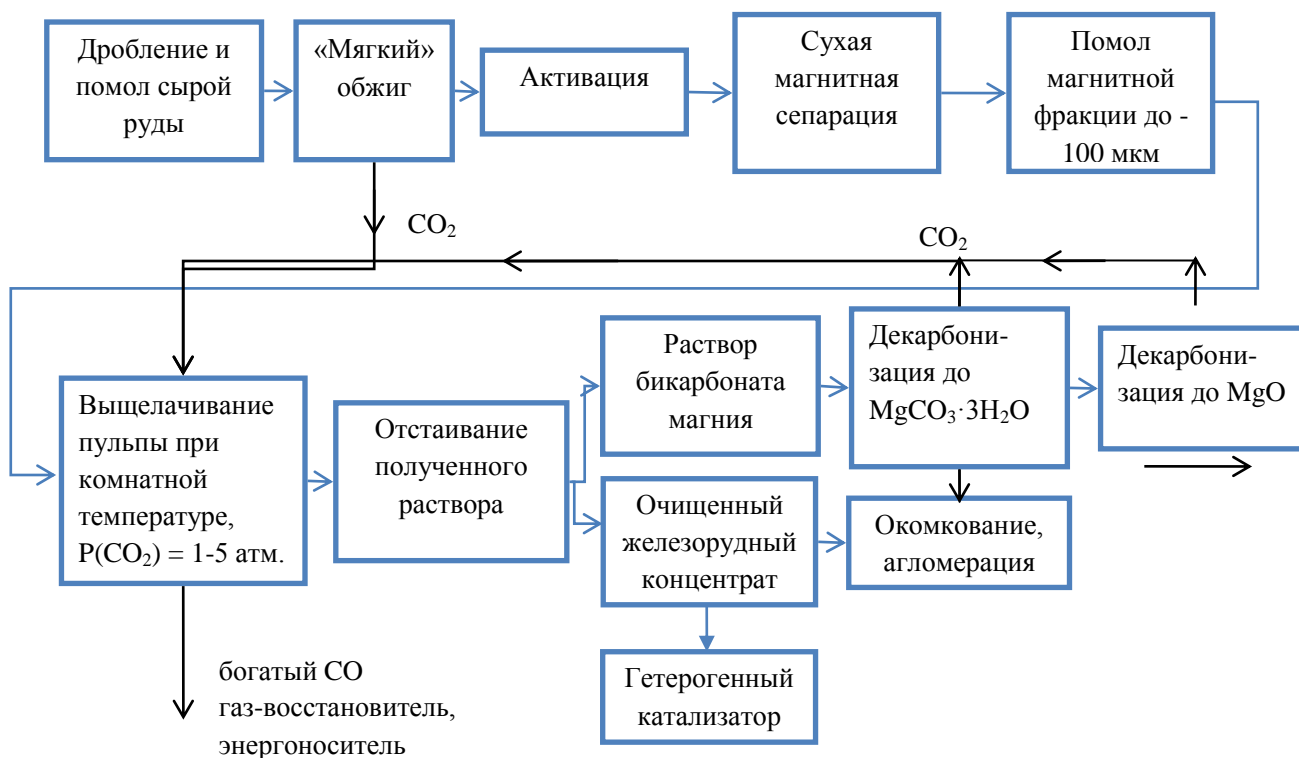 Дробление и
помол сырой
руды
«Мягкий»
обжиг
Активация
Сухая
магнитная
сепарация
Помол
магнитной
фракции до -
100 мкм
CO₂
CO₂
Выщелачивание
пульпы при
комнатной
температуре,
P(CO₂) = 1-5 атм.
Отстаивание
полученного
раствора
Раствор
бикарбоната
магния
Декарбони-
зация до
MgCO₃·3H₂O
Декарбони-
зация до MgO
Очищенный
железорудный
концентрат
Окомкование,
агломерация
Гетерогенный
катализатор
богатый CO
газ-восстановитель,
энергоноситель